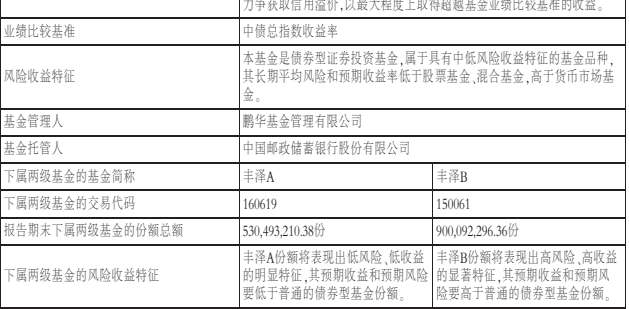 力争获取信用溢价,以最大程度上取得超越基金业绩比较基准的收益。
业绩比较基准 中债总指数收益率
风险收益特征 本基金是债券型证券投资基金,属于具有中低风险收益特征的基金品种,
其长期平均风险和预期收益率低于股票基金、混合基金,高于货币市场基
金。
基金管理人 鹏华基金管理有限公司
基金托管人 中国邮政储蓄银行股份有限公司
下属两级基金的基金简称 丰泽A 丰泽B
下属两级基金的交易代码 160619 150061
报告期末下属两级基金的份额总额 530,493,210.38份 900,092,296.36份
下属两级基金的风险收益特征
丰泽A份额将表现出低风险、低收益
的明显特征,其预期收益和预期风险
要低于普通的债券型基金份额。
丰泽B份额将表现出高风险、高收益
的显著特征,其预期收益和预期风
险要高于普通的债券型基金份额。